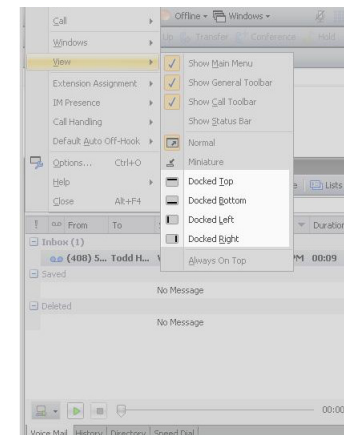 Call
Offline Windows
Windows
Up Transfer Conference Hold
View
Show Main Menu
Extension Assignment
Show General Toolbar
IM Presence
Show Call Toolbar
Call Handling
Show Status Bar
Default Auto Off-Hook
Normal
Options... Ctrl+O
Miniature
Help
Docked Top
Lists
Close Alt+F4
Docked Bottom
! From To
Docked Left
Duration
Inbox (1)
Docked Right
(408) 5... Todd H... PM 00:09
Always On Top
Saved
No Message
Deleted
No Message
00:00
Voice Mail History Directory Speed Dial